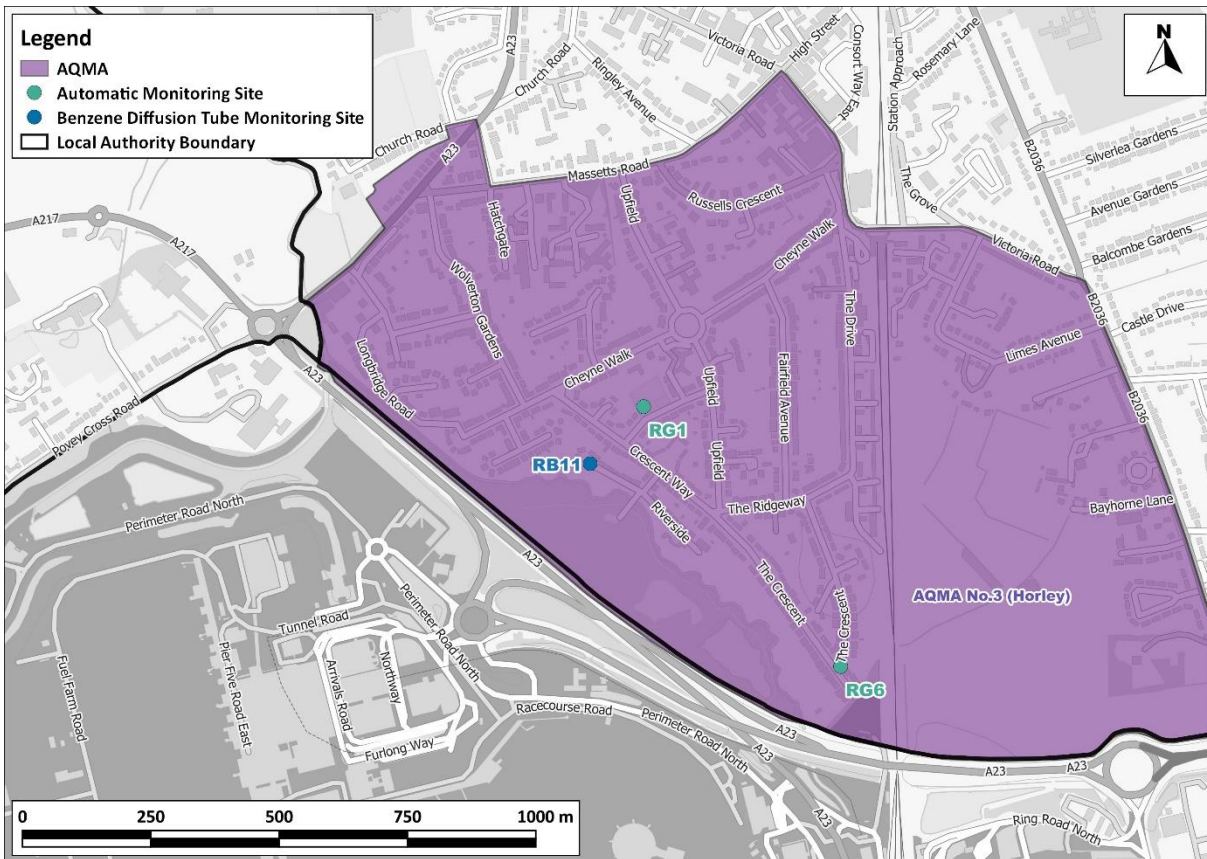 Legend
AQMA
Automatic Monitoring Site
Benzene Diffusion Tube Monitoring Site
Local Authority Boundary
N
A23
Church Road
Ringley Avenue
Victoria Road
High Street
Consort Way East
Station Approach
Rosemary Lane
B2036
Silverlea Gardens
Avenue Gardens
Balcombe Gardens
Church Road
A23
Massetts Road
Upfield
Russells Crescent
The Grove
Victoria Road
A217
A217
Hatchgate
Wolverton Gardens
Cheyne Walk
The Drive
B2036
Castle Drive
Limes Avenue
Longbridge Road
Cheyne Walk
Fairfield Avenue
Upfield
B2036
A23
Povey Cross Road
RG1
RB11
Crescent Way
Upfield
The Ridgeway
Riverside
Bayhorne Lane
Perimeter Road North
A23
The Crescent
The Crescent
AQMA No.3 (Horley)
Tunnel Road
Perimeter Road North
Fuel Farm Road
Pier Five Road East
Arrivals Road
Northway
Furlong Way
Racecourse Road
Perimeter Road North
RG6
A23
A23
A23
A23
Ring Road North
0 250 500 750 1000 m